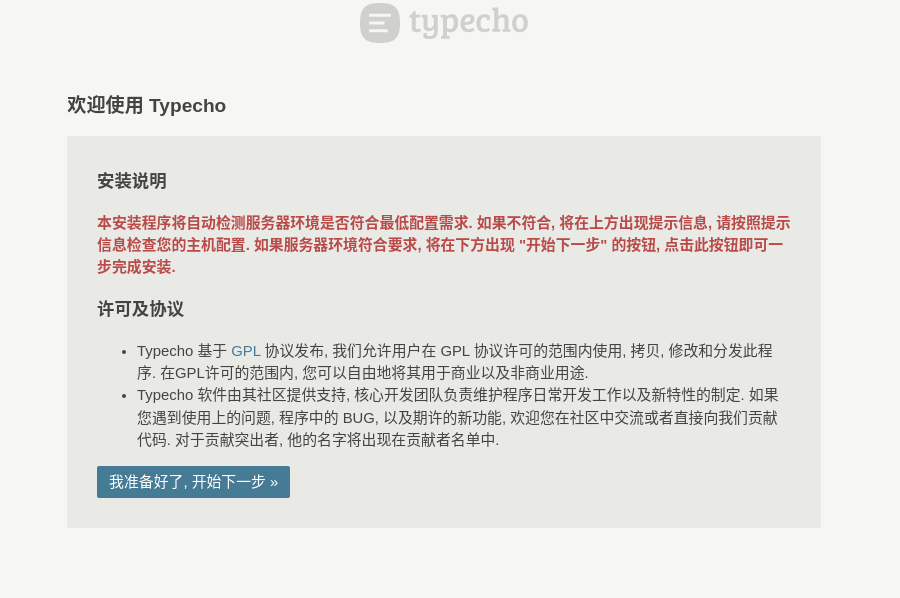 typecho
欢迎使用 Typecho
安装说明
本安装程序将自动检测服务器环境是否符合最低配置需求. 如果不符合, 将在上方出现提示信息, 请按照提示
信息检查您的主机配置. 如果服务器环境符合要求, 将在下方出现 "开始下一步" 的按钮, 点击此按钮即可一
步完成安装.
许可及协议
• Typecho 基于 GPL 协议发布, 我们允许用户在 GPL 协议许可的范围内使用, 拷贝, 修改和分发此程
序. 在GPL许可的范围内, 您可以自由地将其用于商业以及非商业用途.
• Typecho 软件由其社区提供支持, 核心开发团队负责维护程序日常开发工作以及新特性的制定. 如果
您遇到使用上的问题, 程序中的 BUG, 以及期许的新功能, 欢迎您在社区中交流或者直接向我们贡献
代码. 对于贡献突出者, 他的名字将出现在贡献者名单中.
我准备好了, 开始下一步 »